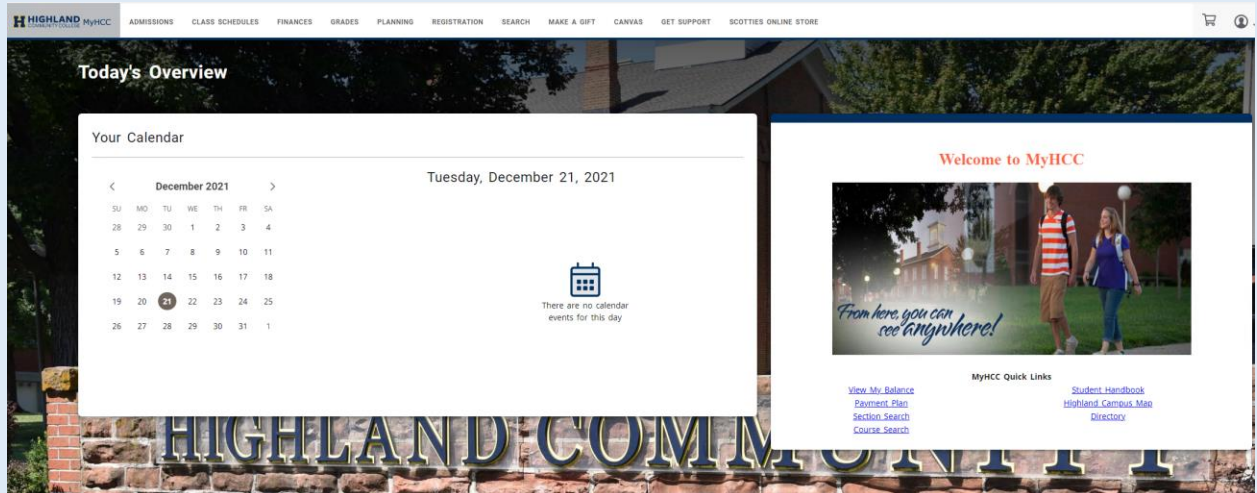 HIGHLAND COMMUNITY COLLEGE MyHCC ADMISSIONS CLASS SCHEDULES FINANCES GRADES PLANNING REGISTRATION SEARCH MAKE A GIFT CANVAS GET SUPPORT SCOTTIES ONLINE STORE
Today's Overview
Your Calendar
December 2021
SU MO TU WE TH FR SA
28 29 30 1 2 3 4
5 6 7 8 9 10 11
12 13 14 15 16 17 18
19 20 21 22 23 24 25
26 27 28 29 30 31 1
Tuesday, December 21, 2021
There are no calendar
events for this day
Welcome to MyHCC
From here, you can
see anywhere!
MyHCC Quick Links
View My Balance
Payment Plan
Section Search
Course Search
Student Handbook
Highland Campus Map
Directory
HIGHLAND COMMUNITY